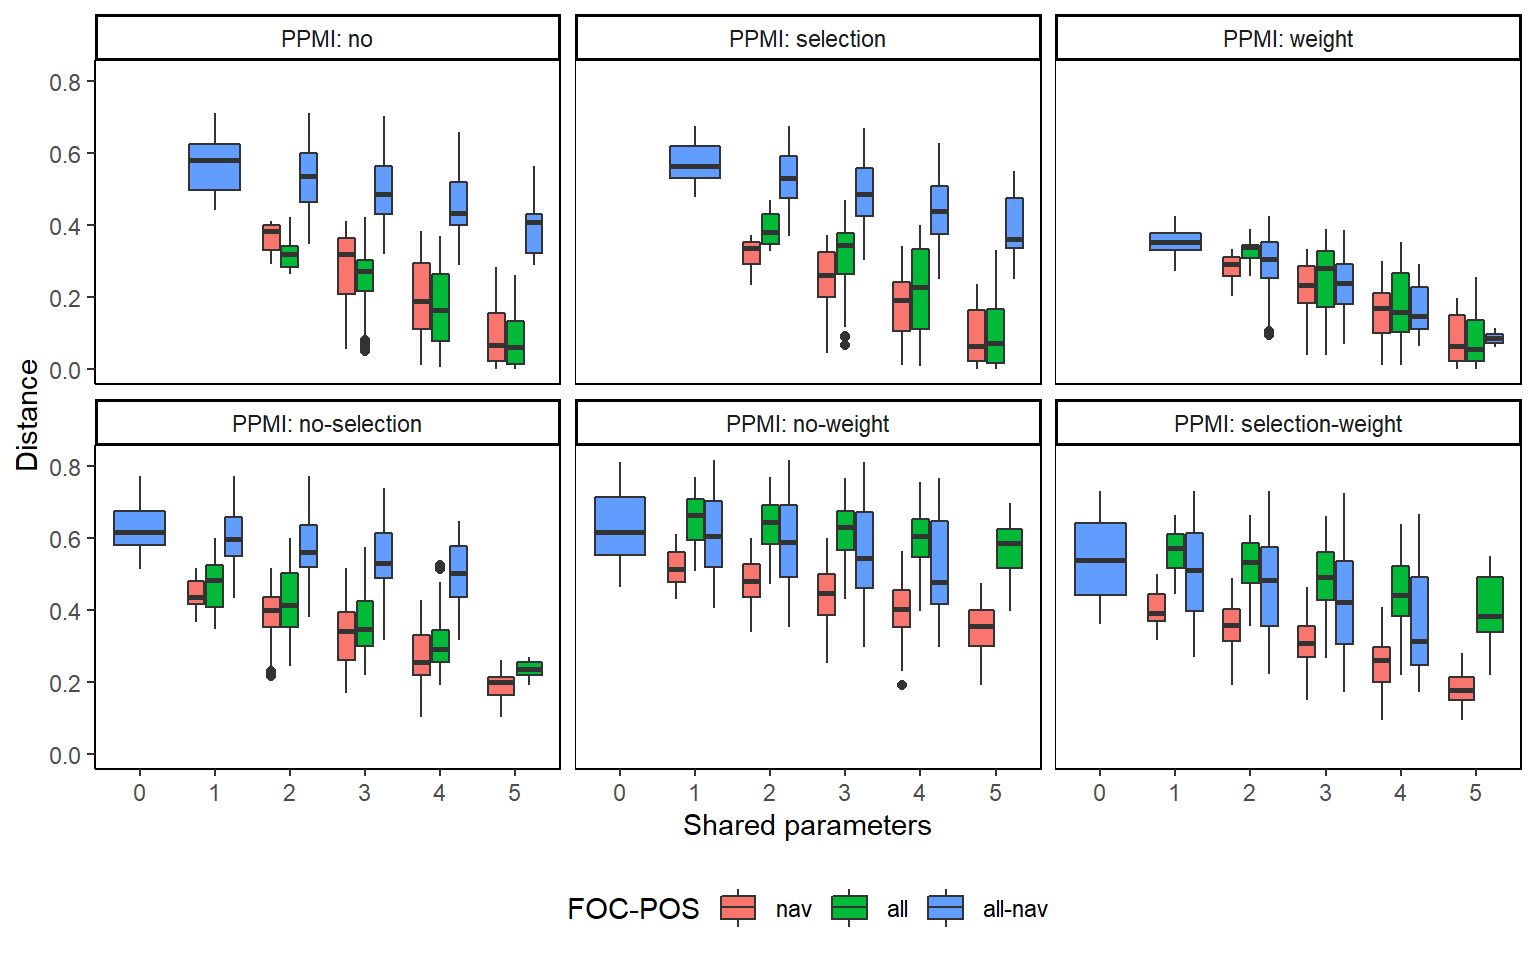 PPMI: no PPMI: selection PPMI: weight
0.8
0.6
0.4
0.2
0.0
Distance
PPMI: no-selection PPMI: no-weight PPMI: selection-weight
0.8
0.6
0.4
0.2
0.0
0 1 2 3 4 5 0 1 2 3 4 5 0 1 2 3 4 5
Shared parameters
FOC-POS nav all all-nav